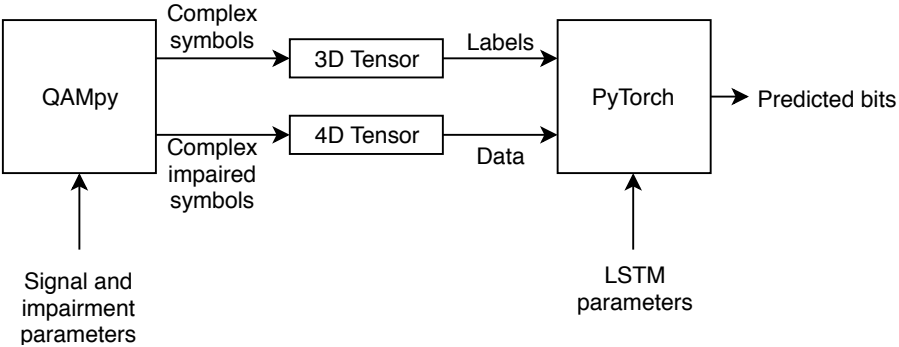 Complex
symbols
3D Tensor
Labels
QAMpy
PyTorch
Predicted bits
4D Tensor
Complex
impaired
symbols
Data
Signal and
impairment
parameters
LSTM
parameters